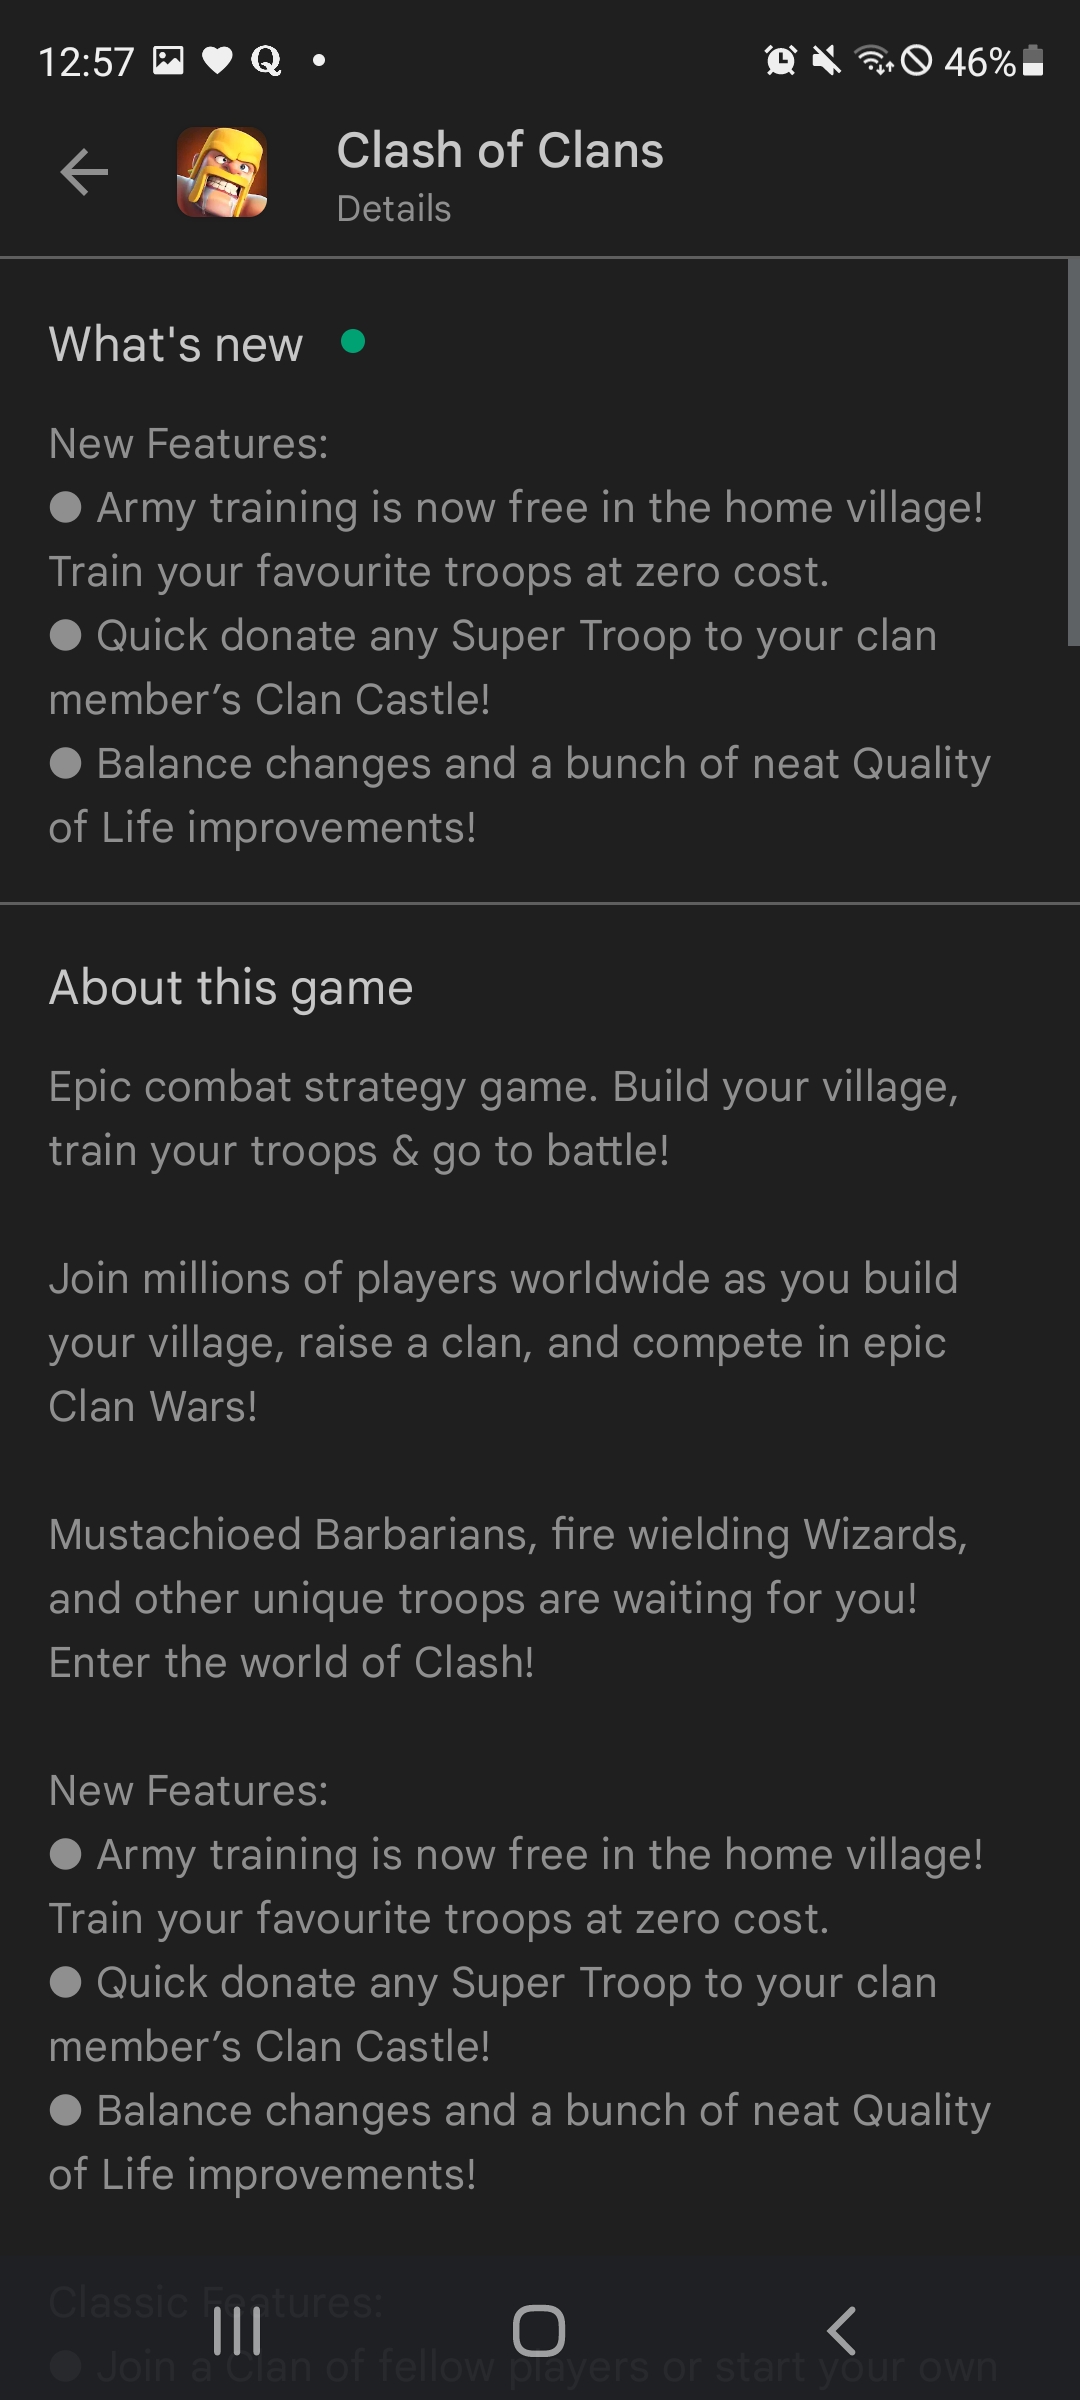 12:57
46%
Clash of Clans
Details
What's new
New Features:
● Army training is now free in the home village!
Train your favourite troops at zero cost.
● Quick donate any Super Troop to your clan
member’s Clan Castle!
● Balance changes and a bunch of neat Quality
of Life improvements!
About this game
Epic combat strategy game. Build your village,
train your troops & go to battle!
Join millions of players worldwide as you build
your village, raise a clan, and compete in epic
Clan Wars!
Mustachioed Barbarians, fire wielding Wizards,
and other unique troops are waiting for you!
Enter the world of Clash!
New Features:
● Army training is now free in the home village!
Train your favourite troops at zero cost.
● Quick donate any Super Troop to your clan
member’s Clan Castle!
● Balance changes and a bunch of neat Quality
of Life improvements!
Classic Features:
● Join a Clan of fellow players or start your own